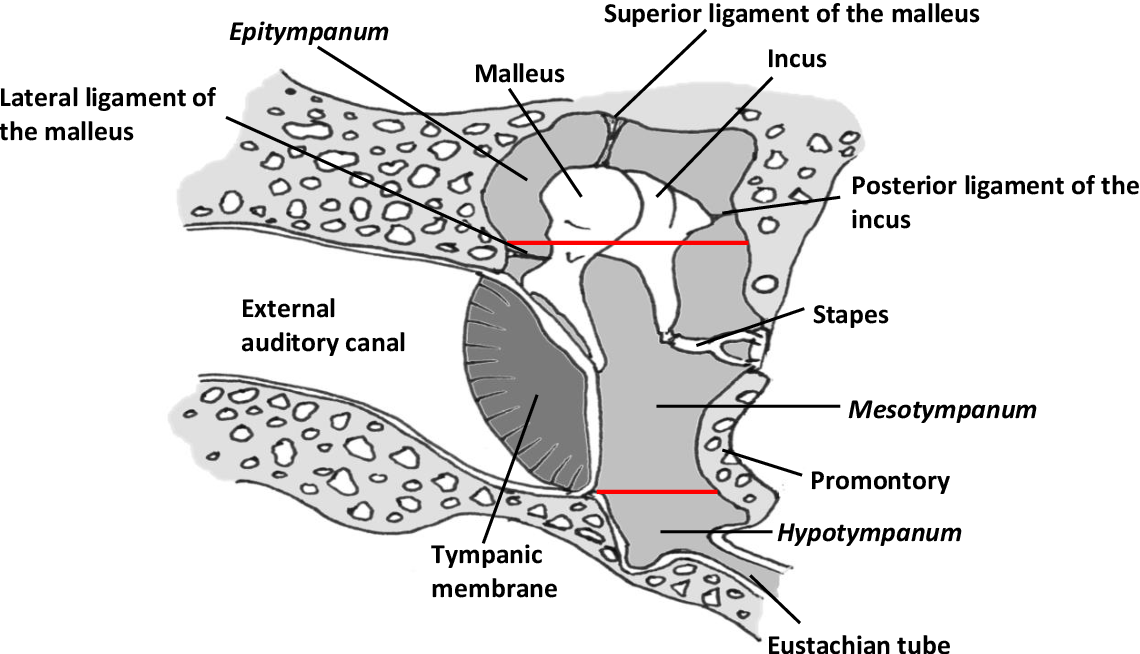 Superior ligament of the malleus
Epitympanum
Incus
Malleus
Lateral ligament of
the malleus
Posterior ligament of the
incus
External
auditory canal
Stapes
Mesotympanum
Promontory
Hypotympanum
Tympanic
membrane
Eustachian tube